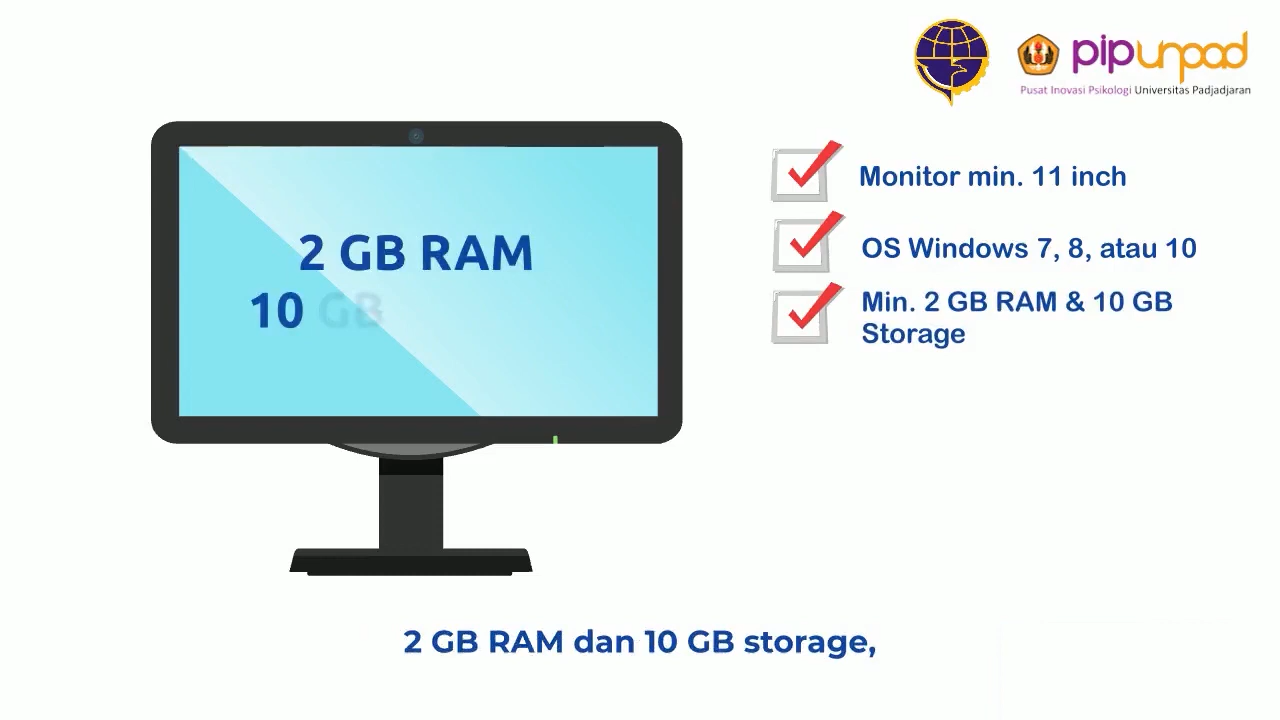 pipunpad
Pusat Inovasi Psikologi Universitas Padjadjaran
Monitor min. 11 inch
OS Windows 7, 8, atau 10
Min. 2 GB RAM & 10 GB
Storage
2 GB RAM
10 GB
2 GB RAM dan 10 GB storage,